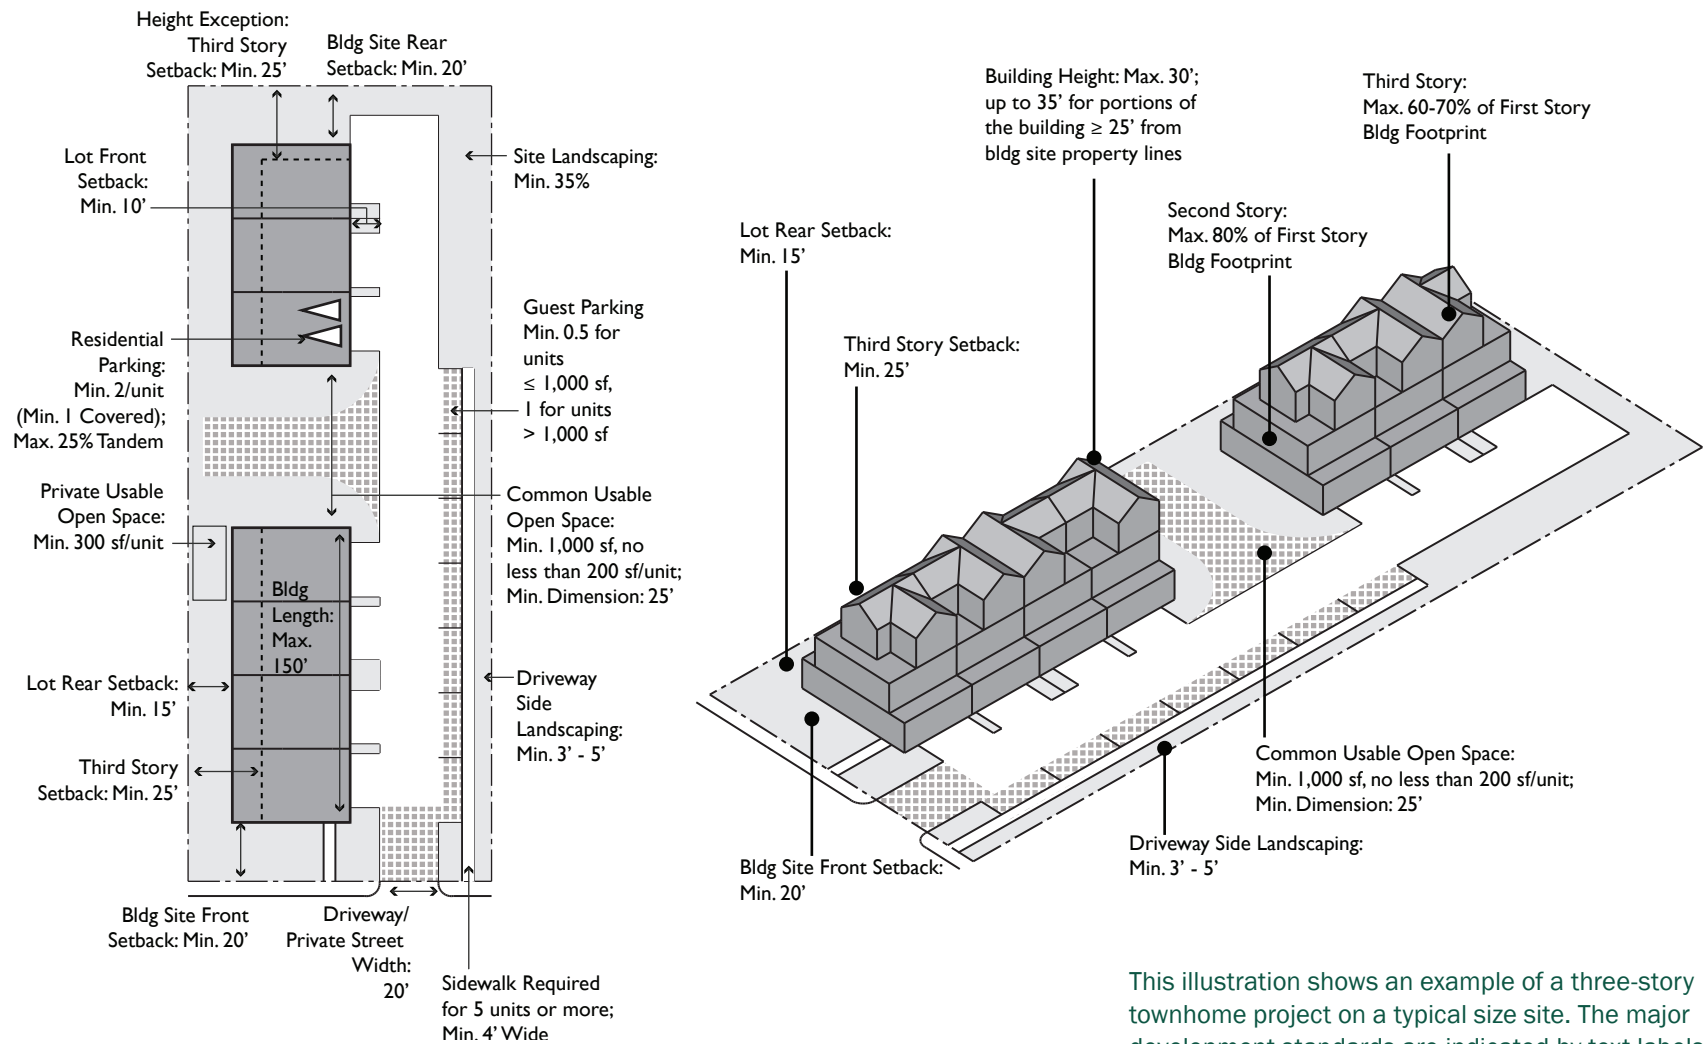 Height Exception:
Third Story
Setback: Min. 25’
Bldg Site Rear
Setback: Min. 20’
Lot Front
Setback:
Min. 10’
Site Landscaping:
Min. 35%
Residential
Parking:
Min. 2/unit
(Min. 1 Covered);
Max. 25% Tandem
Guest Parking
Min. 0.5 for
units
≤ 1,000 sf,
1 for units
> 1,000 sf
Private Usable
Open Space:
Min. 300 sf/unit
Common Usable
Open Space:
Min. 1,000 sf, no
less than 200 sf/unit;
Min. Dimension: 25’
Bldg
Length:
Max.
150’
Lot Rear Setback:
Min. 15’
Driveway
Side
Landscaping:
Min. 3’ - 5’
Third Story
Setback: Min. 25’
Bldg Site Front
Setback: Min. 20’
Driveway/
Private Street
Width:
20’
Sidewalk Required
for 5 units or more;
Min. 4’ Wide
Building Height: Max. 30’;
up to 35’ for portions of
the building ≥ 25’ from
bldg site property lines
Third Story:
Max. 60-70% of First Story
Bldg Footprint
Second Story:
Max. 80% of First Story
Bldg Footprint
Lot Rear Setback:
Min. 15’
Third Story Setback:
Min. 25’
Common Usable Open Space:
Min. 1,000 sf, no less than 200 sf/unit;
Min. Dimension: 25’
Driveway Side Landscaping:
Min. 3’ - 5’
Bldg Site Front Setback:
Min. 20’
This illustration shows an example of a three-story
townhome project on a typical size site. The major
development standards are indicated by text labels